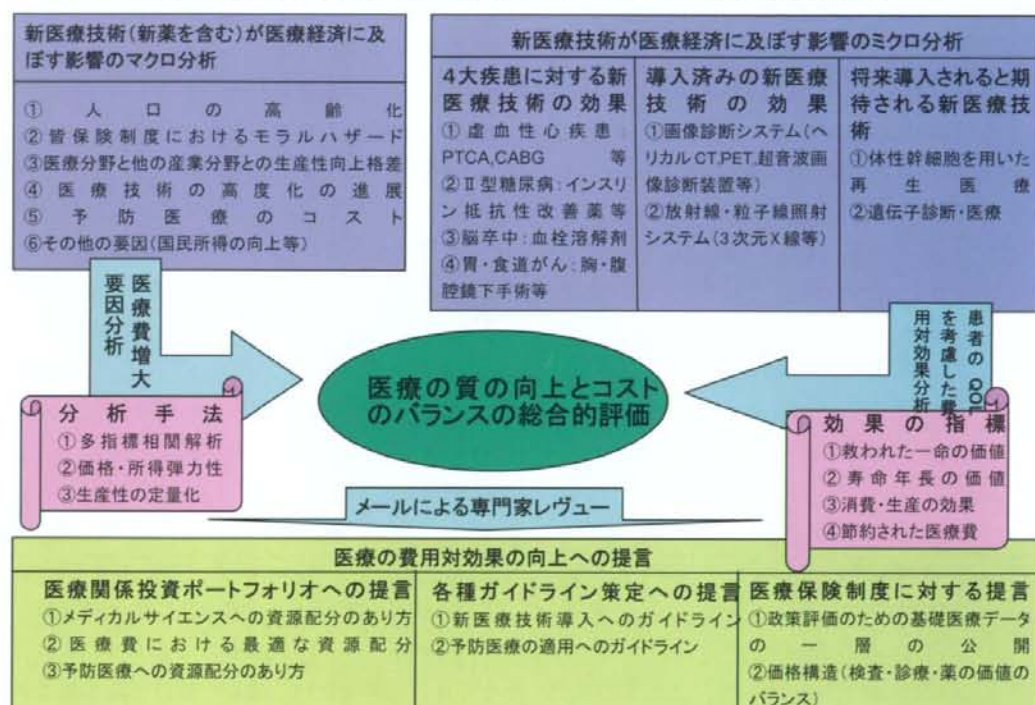 新医療技術(新薬を含む)が医療経済に及
ぼす影響のマクロ分析
①人口の高齢化
②皆保険制度におけるモラルハザード
③医療分野と他の産業分野との生産性向上格差
④医療技術の高度化の進展
⑤予防医療のコスト
⑥その他の要因(国民所得の向上等)
新医療技術が医療経済に及ぼす影響のミクロ分析
4大疾患に対する新
医療技術の効果
①虚血性心疾患:
PTCA,CABG 等
②Ⅱ型糖尿病:インスリ
ン抵抗性改善薬等
③脳卒中:血栓溶解剤
④胃・食道がん:胸・腹
腔鏡下手術等
導入済みの新医療
技術の効果
①画像診断システム(ヘ
リカルCT,PET,超音波画
像診断装置等)
②放射線・粒子線照射
システム(3次元X線等)
将来導入されると期
待される新医療技
術
①体性幹細胞を用いた
再生医療
②遺伝子診断・医療
医療費増大
要因分析
患者のQOL
を考慮した費
用対効果分析
医療の質の向上とコスト
のバランスの総合的評価
分析手法
①多指標相関解析
②価格・所得弾力性
③生産性の定量化
効果の指標
①救われた一命の価値
②寿命年長の価値
③消費・生産の効果
④節約された医療費
メールによる専門家レヴュー
医療の費用対効果の向上への提言
医療関係投資ポートフォリオへの提言
①メディカルサイエンスへの資源配分のあり方
②医療費における最適な資源配分
③予防医療への資源配分のあり方
各種ガイドライン策定への提言
①新医療技術導入へのガイドライン
②予防医療の適用へのガイドライン
医療保険制度に対する提言
①政策評価のための基礎医療データ
の一層の公開
②価格構造(検査・診療・薬の価値の
バランス)